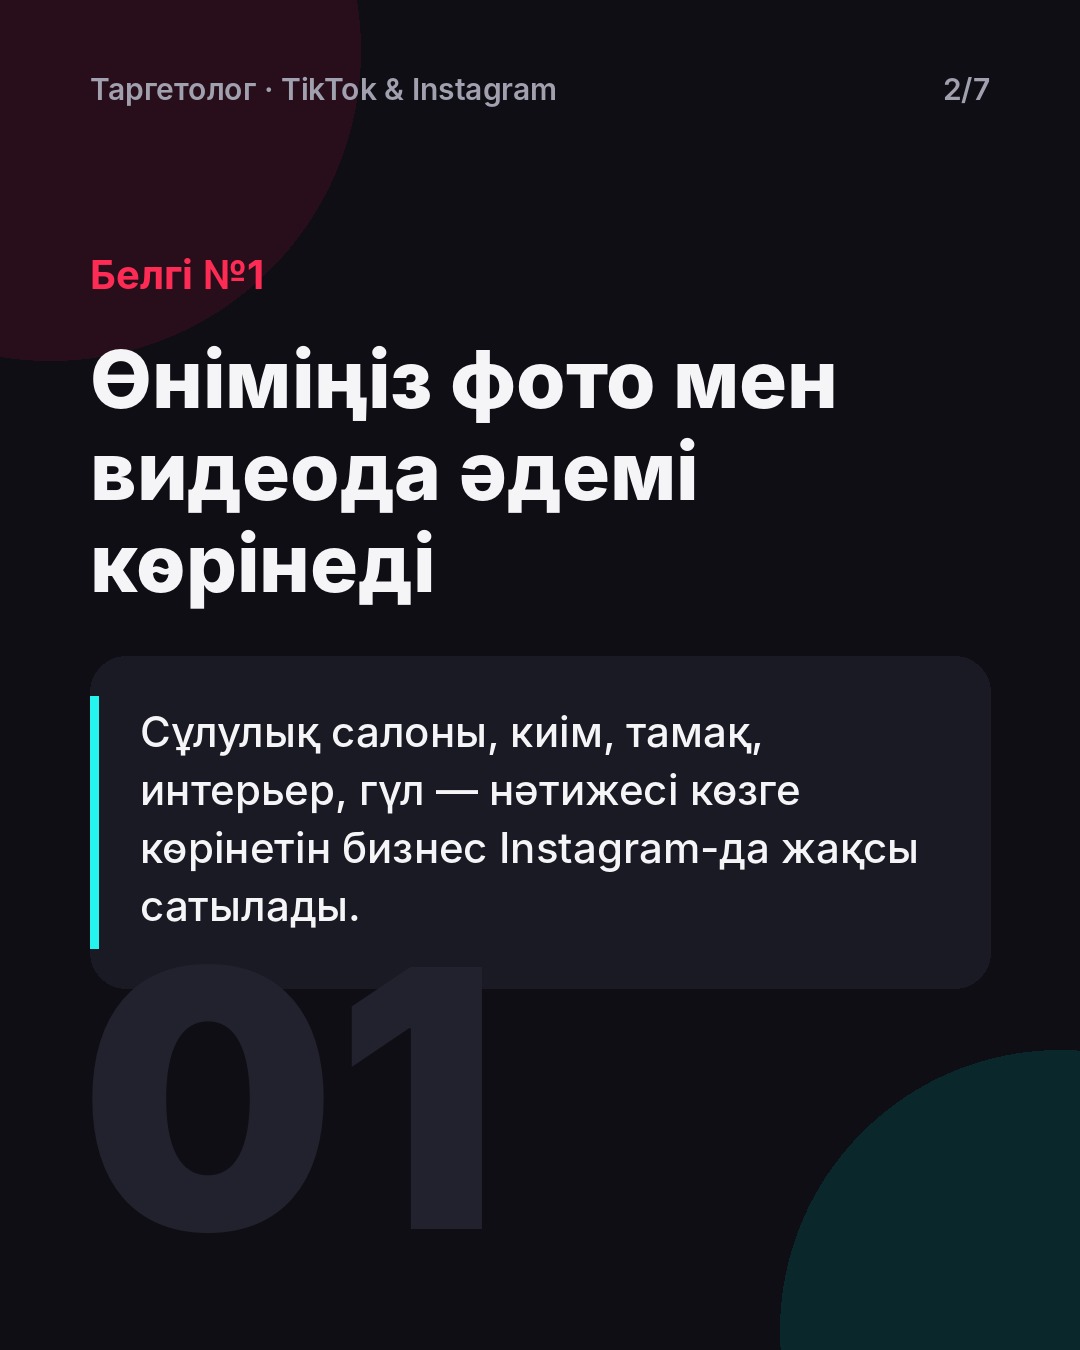 Таргетолог · TikTok & Instagram
2/7
Белгі №1
Өніміңіз фото мен
видеода әдемі
көрінеді
Сұлулық салоны, киім, тамақ,
интерьер, гүл — нәтижесі көзге
көрінетін бизнес Instagram-да жақсы
сатылады.
01